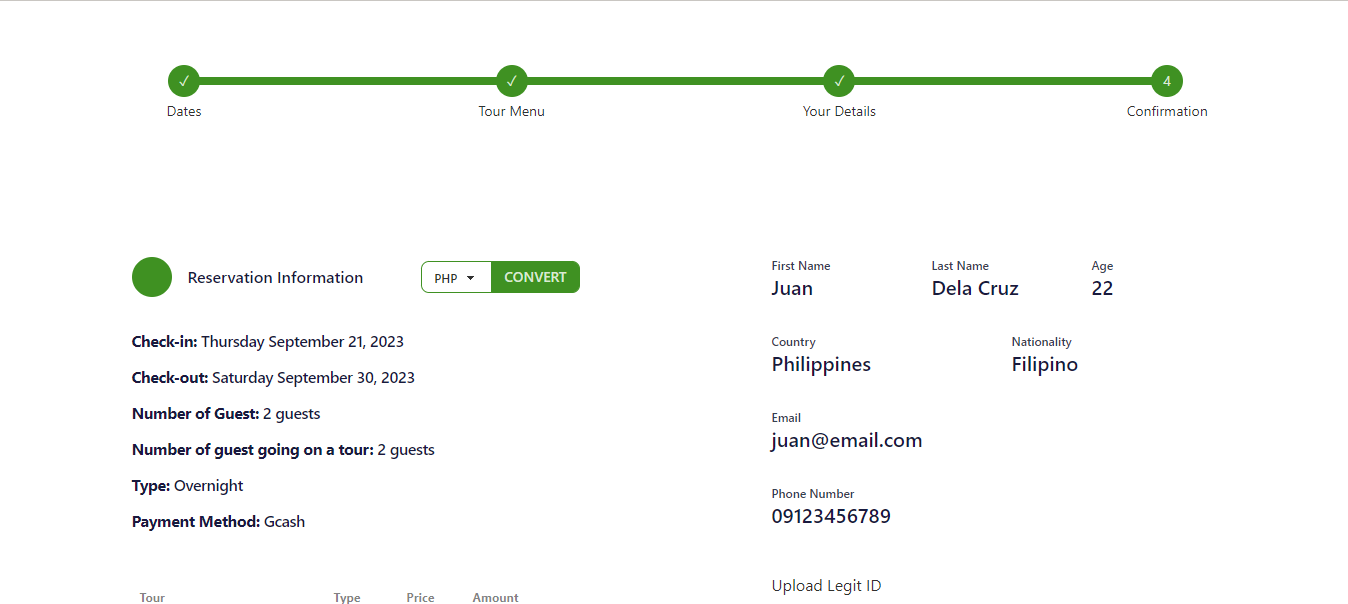 Dates
Tour Menu
Your Details
4
Confirmation
Reservation Information
PHP
CONVERT
Check-in: Thursday September 21, 2023
Check-out: Saturday September 30, 2023
Number of Guest: 2 guests
Number of guest going on a tour: 2 guests
Type: Overnight
Payment Method: Gcash
Tour Type Price Amount
First Name Last Name Age
Juan Dela Cruz 22
Country Nationality
Philippines Filipino
Email
juan@email.com
Phone Number
09123456789
Upload Legit ID